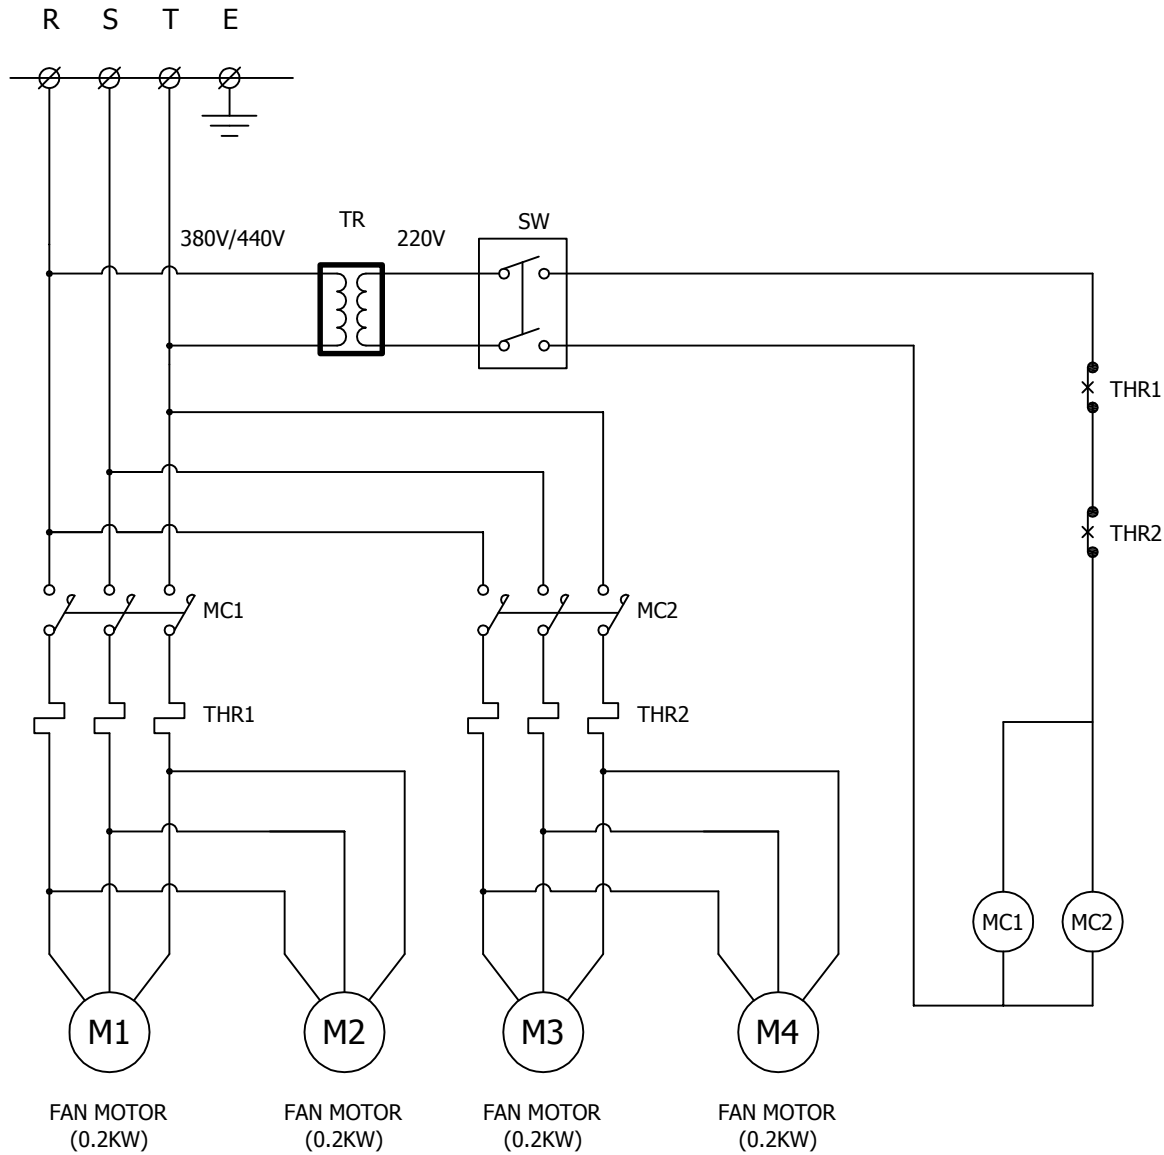 R S T E
TR
SW
380V/440V
220V
THR1
THR2
MC1
MC2
THR1
THR2
MC1
MC2
M1
M2
M3
M4
FAN MOTOR
(0.2KW)
FAN MOTOR
(0.2KW)
FAN MOTOR
(0.2KW)
FAN MOTOR
(0.2KW)